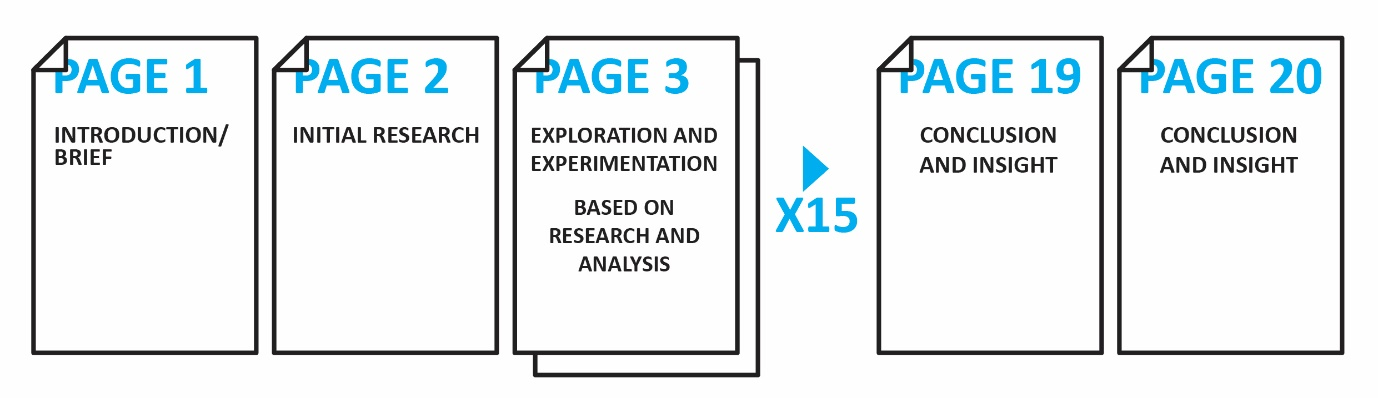 PAGE 1
INTRODUCTION/
BRIEF
PAGE 2
INITIAL RESEARCH
PAGE 3
EXPLORATION AND
EXPERIMENTATION
BASED ON
RESEARCH AND
ANALYSIS
X15
PAGE 19
CONCLUSION
AND INSIGHT
PAGE 20
CONCLUSION
AND INSIGHT